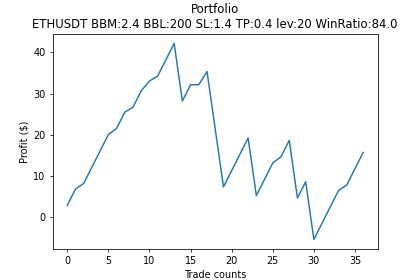 Portfolio
ETHUSDT BBM:2.4 BBL:200 SL:1.4 TP:0.4 lev:20 WinRatio:84.0
Profit ($)
40
30
20
10
0
0 5 10 15 20 25 30 35
Trade counts